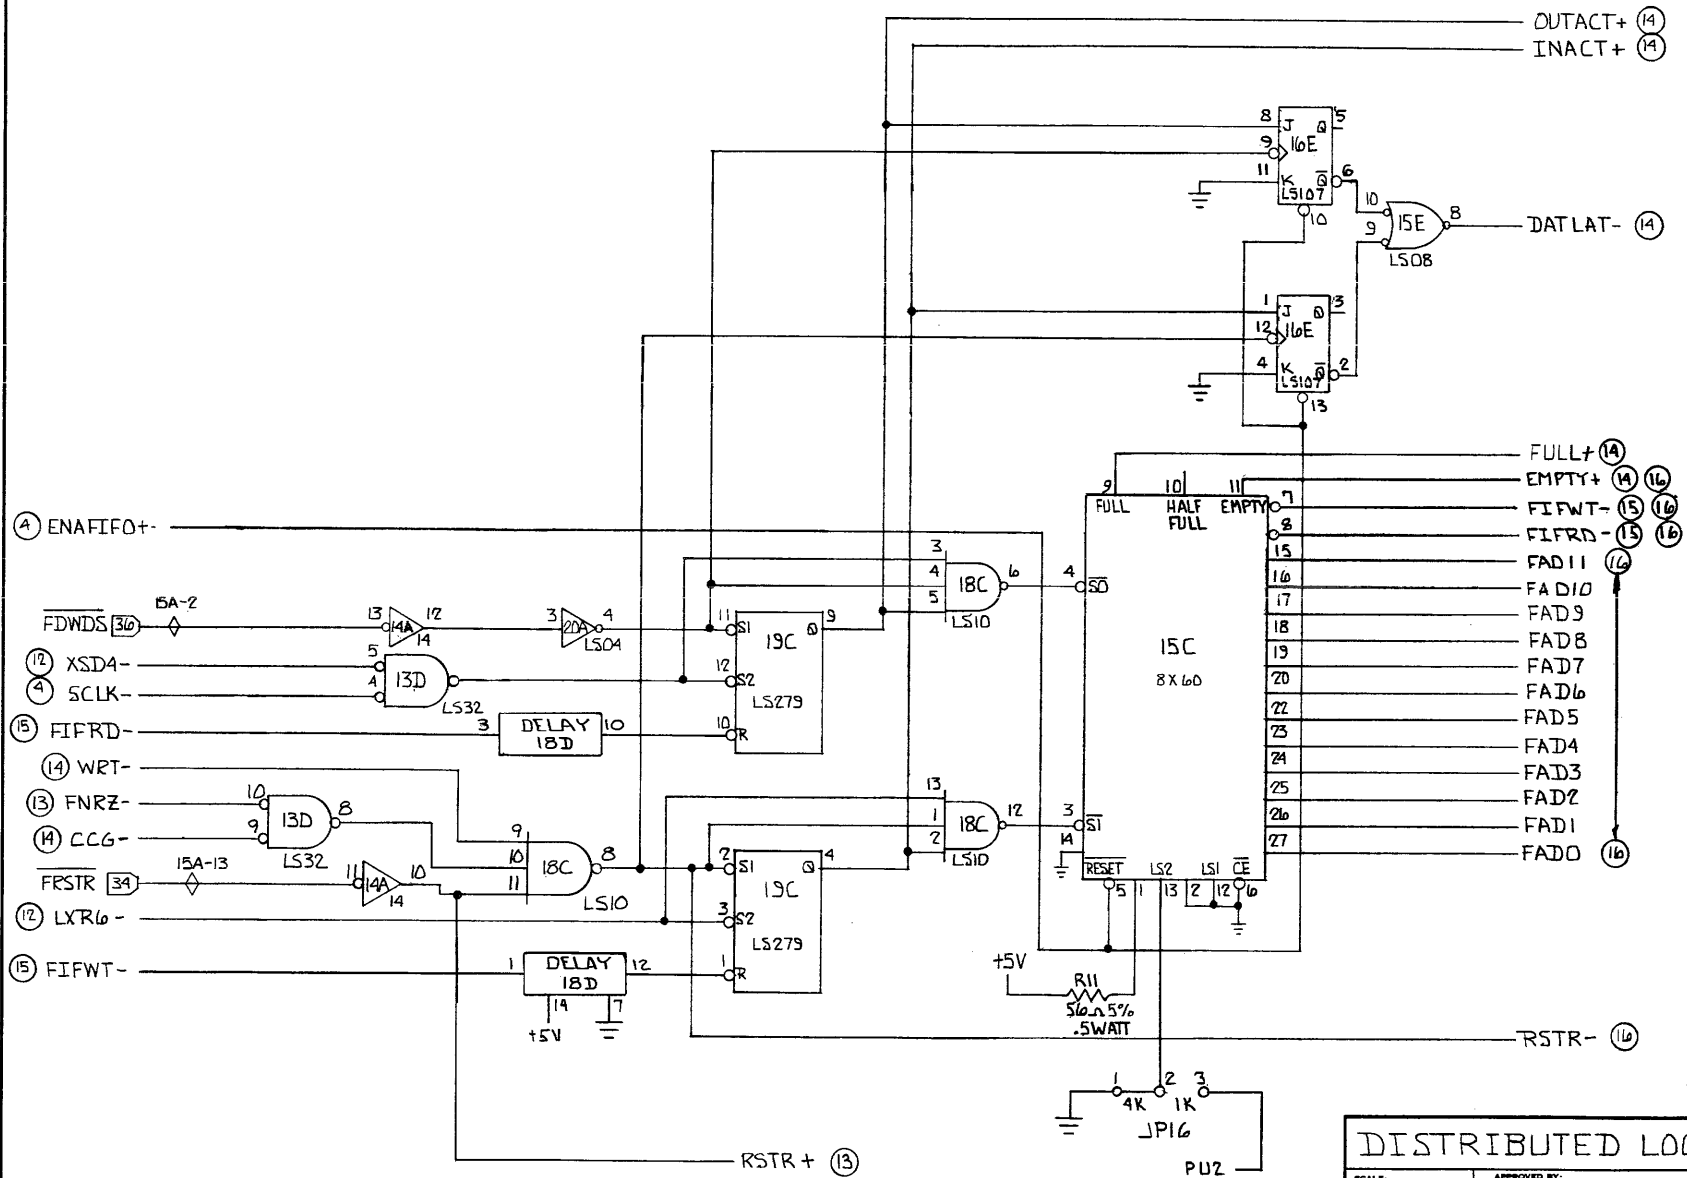 OUTACT+ 14
INACT+ 14
8 J Q 5
9 16E
11 K Q 6
LS107
10
10
9 15E 8
LS08
DATLAT- 14
1 J Q 3
12 16E
4 K Q 2
LS107
13
FULL+ 14
EMPTY+ 14 16
FIFWT- 15 16
FIFRD- 15 16
FAD11 16
FAD10
FAD9
FAD8
FAD7
FAD6
FAD5
FAD4
FAD3
FAD2
FAD1
FAD0 16
9 10 11
FULL HALF FULL EMPTY
7
8
15
16
17
18
19
20
22
23
24
25
26
27
4 SO
15C
8X60
3 SI
14
RESET LS2 LS1 CE
5 1 13 2 12 6
4 ENAFIFO+-
FDWDS 36 15A-2
13 14A 12
14
3 20A 4
LS04
12 XSD4-
4 SCLK-
5
4
13D
LS32
15 FIFRD-
3 DELAY 18D 10
11 S1 Q 9
19C
12 S2
LS279
10 R
3
4
5
18C 6
LS10
14 WRT-
13 FNRZ-
14 CCG-
10
9
13D 8
LS32
FRSTR 34 15A-13
11 14A 10
14
9
10
11
18C 8
LS10
12 LXR6-
15 FIFWT-
1 DELAY 18D 12
14 7
+5V
2 S1 Q 4
19C
3 S2
LS279
1 R
13
1
2
18C 12
LS10
+5V
R11
56Ω 5%
.5WATT
RSTR- 16
1 2 3
4K 1K
JP16
PU2
RSTR+ 13
DISTRIBUTED LO
SCALE: APPROVED BY: